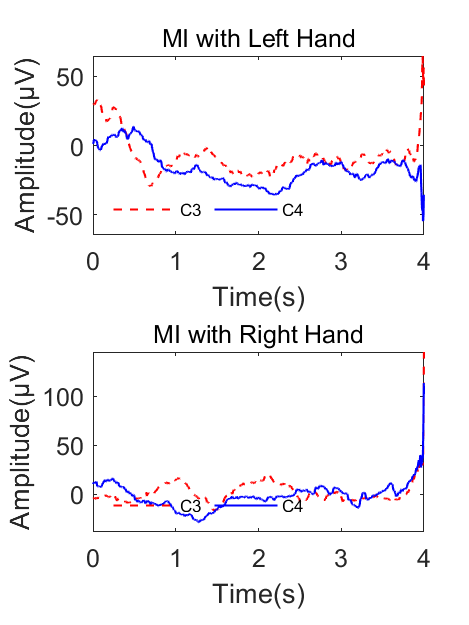 MI with Left Hand
Amplitude(μV)
50
0
-50
C3
C4
0 1 2 3 4
Time(s)
MI with Right Hand
Amplitude(μV)
100
50
0
C3
C4
0 1 2 3 4
Time(s)